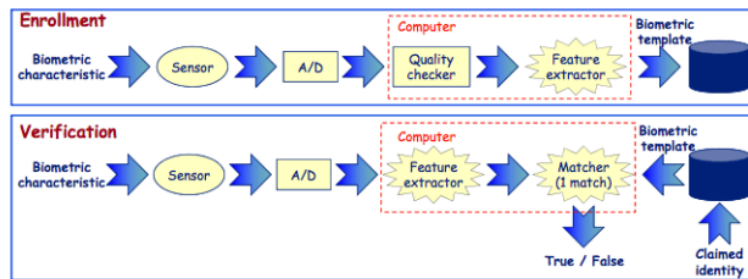 Enrollment
Computer
Biometric
template
Biometric
characteristic
Sensor
A/D
Quality
checker
Feature
extractor
Verification
Computer
Biometric
template
Biometric
characteristic
Sensor
A/D
Feature
extractor
Matcher
(1 match)
True / False
Claimed
identity